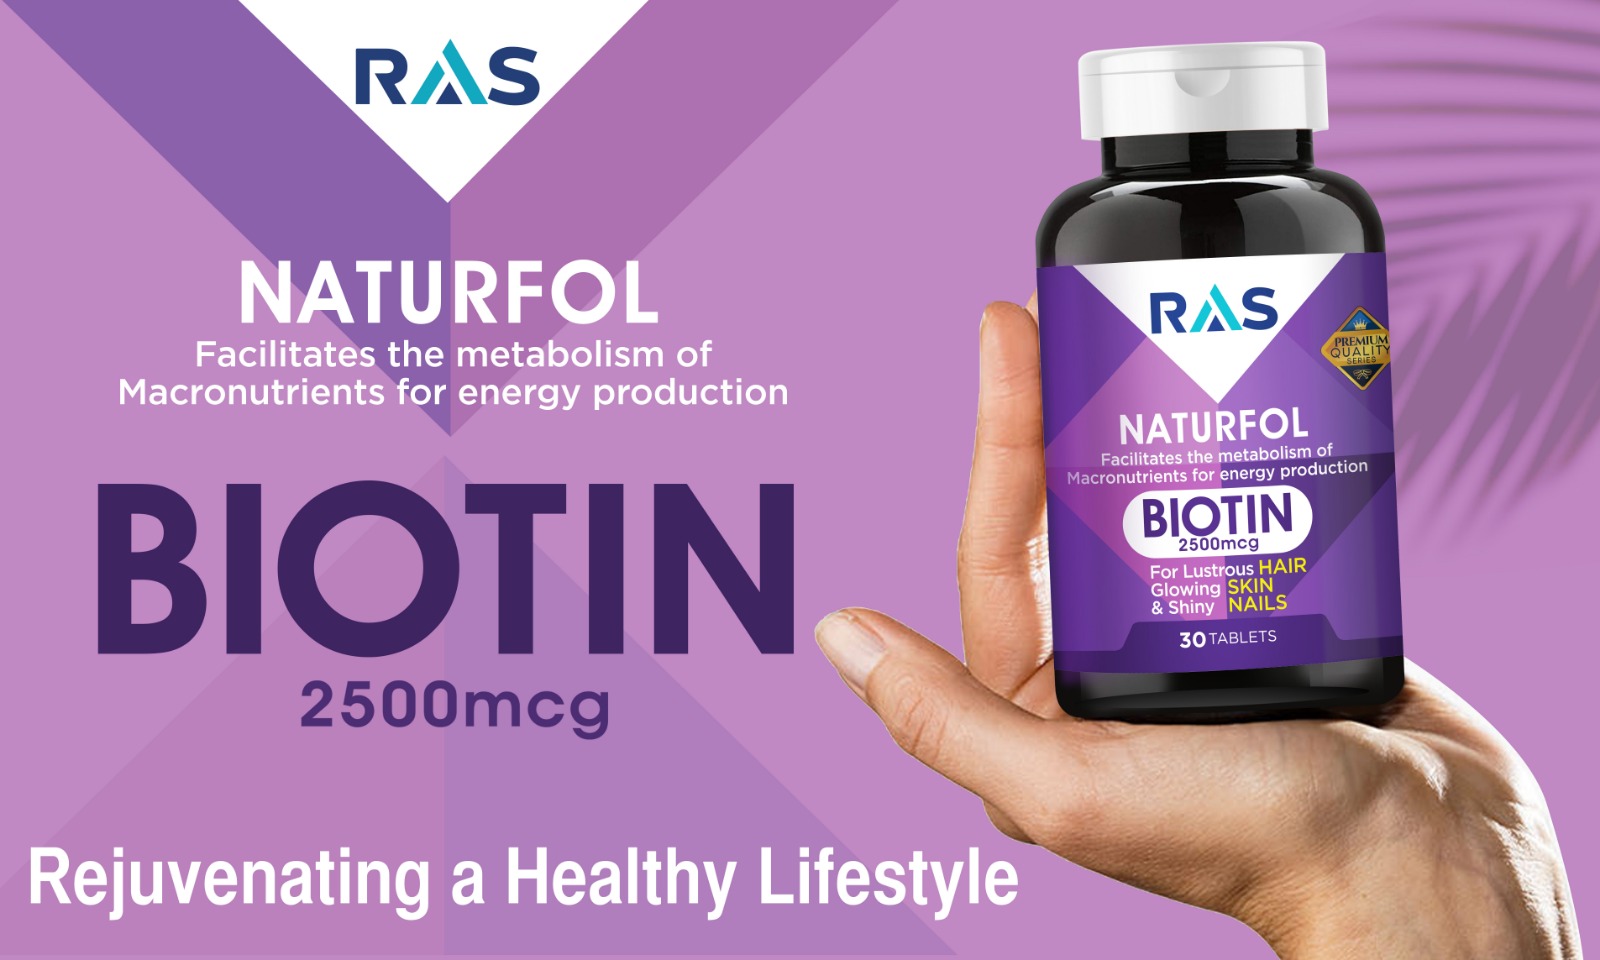 RAS
NATURFOL
Facilitates the metabolism of
Macronutrients for energy production
BIOTIN
2500mcg
Rejuvenating a Healthy Lifestyle
RAS
PREMIUM
QUALITY
SERIES
NATURFOL
Facilitates the metabolism of
Macronutrients for energy production
BIOTIN
2500mcg
For Lustrous HAIR
Glowing SKIN
& Shiny NAILS
30 TABLETS